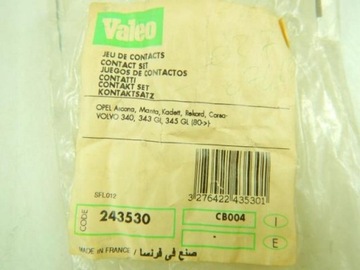 Valeo
JEU DE CONTACTS
CONTACT SET
JUEGOS DE CONTACTOS
CONTATTI
CONTAKT SET
KONTAKTSATZ
OPEL Ascona, Manta, Kadett, Rekord, Corsa-
VOLVO 340, 343 GL, 345 GL (80->)
SFL012
3 276422 435301
CODE
243530
CB004
I
E
MADE IN FRANCE / صنع في فرنسا